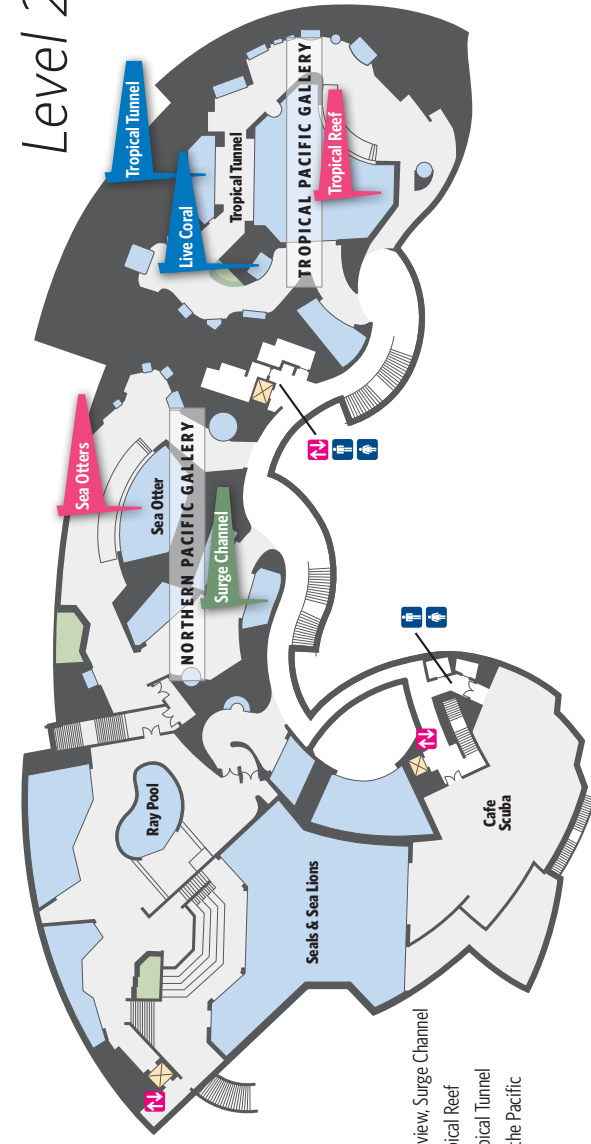 Level 2
Sea Otters
Tropical Tunnel
Ray Pool
Sea Otter
Live Coral
NORTHERN PACIFIC GALLERY
Surge Channel
Tropical Tunnel
TROPICAL PACIFIC GALLERY
Tropical Reef
Seals & Sea Lions
Cafe
Scuba
view, Surge Channel
pical Reef
pical Tunnel
the Pacific